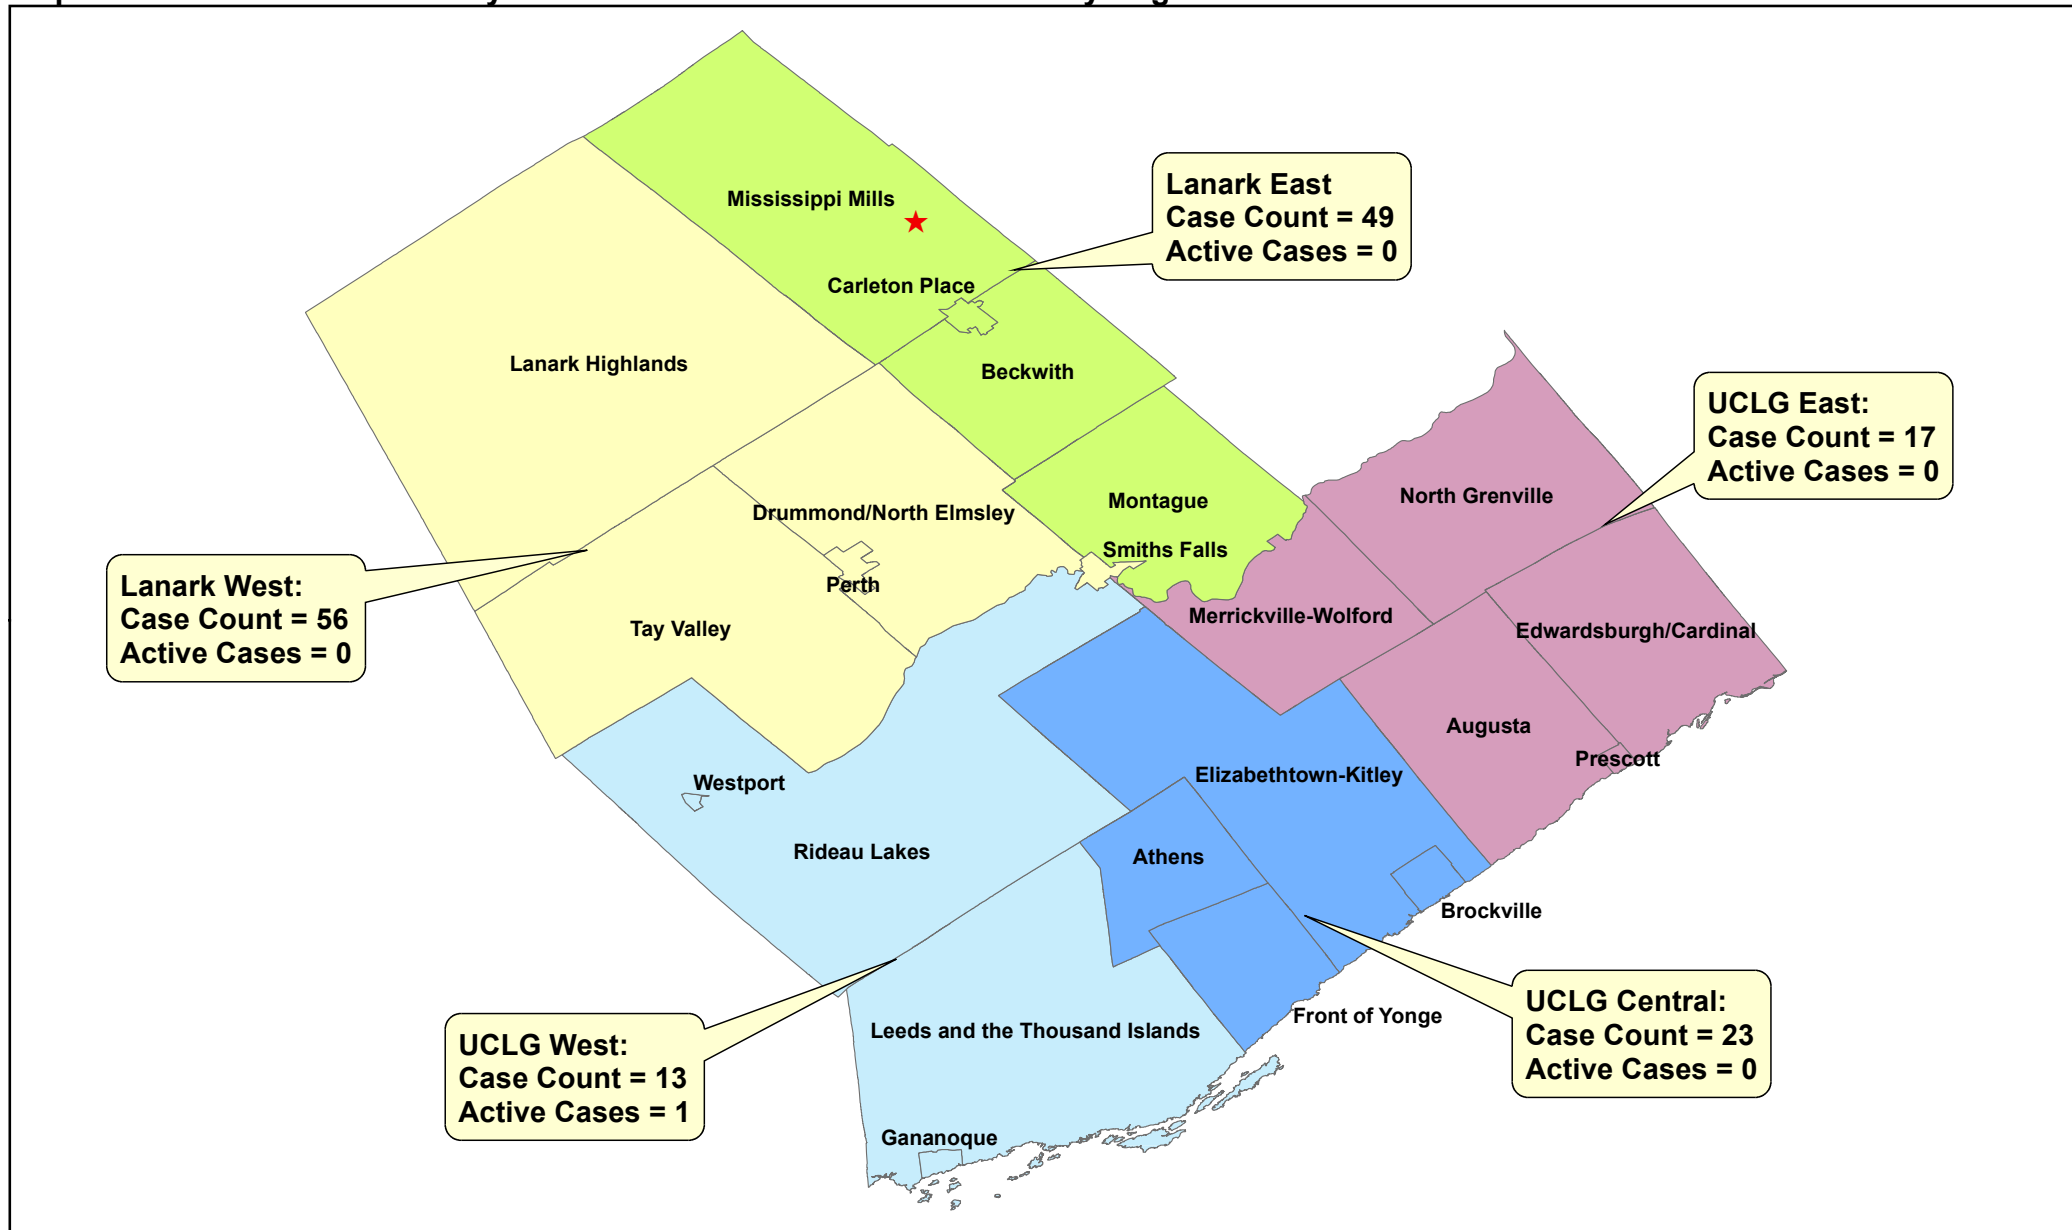 Mississippi Mills
Lanark East
Case Count = 49
Active Cases = 0
Carleton Place
Lanark Highlands
Beckwith
UCLG East:
Case Count = 17
Active Cases = 0
North Grenville
Montague
Drummond/North Elmsley
Smiths Falls
Perth
Lanark West:
Case Count = 56
Active Cases = 0
Tay Valley
Merrickville-Wolford
Edwardsburgh/Cardinal
Augusta
Prescott
Westport
Elizabethtown-Kitley
Rideau Lakes
Athens
Brockville
UCLG Central:
Case Count = 23
Active Cases = 0
Front of Yonge
Leeds and the Thousand Islands
UCLG West:
Case Count = 13
Active Cases = 1
Gananoque